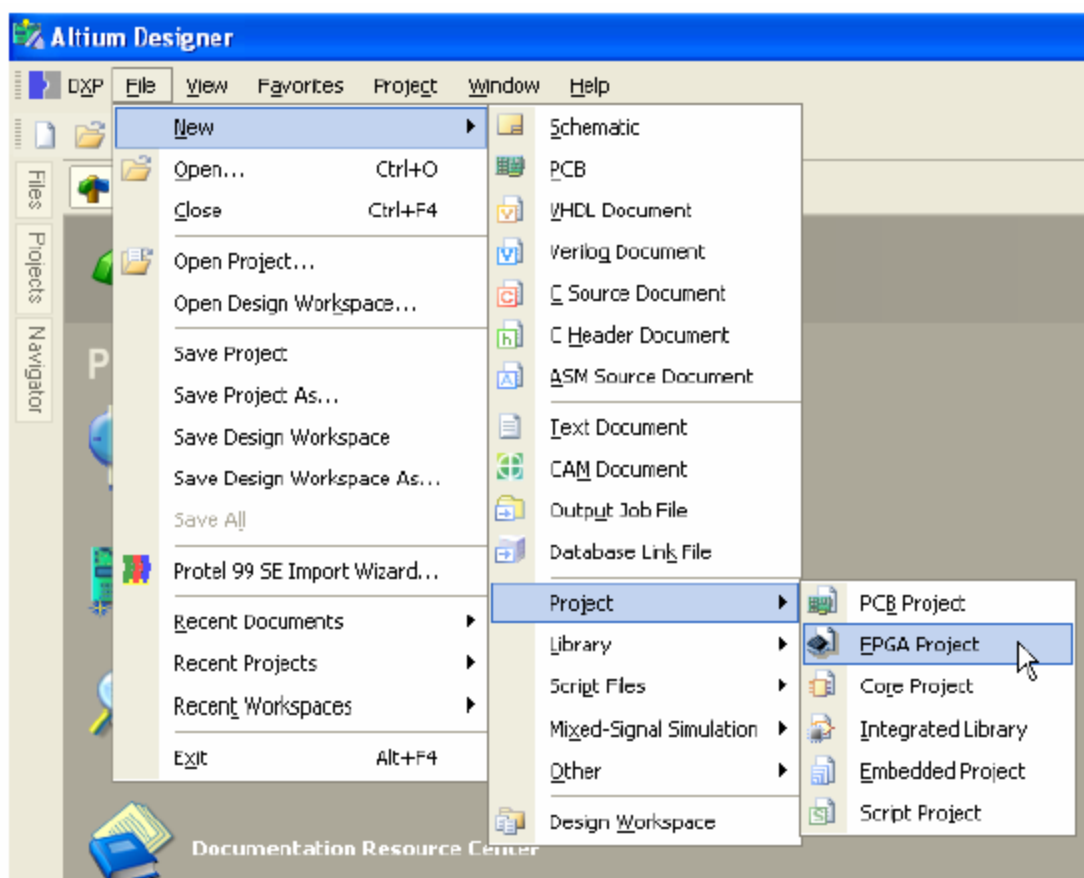 Altium Designer
DXP File View Favorites Project Window Help
New
Open... Ctrl+O
Close Ctrl+F4
Open Project...
Open Design Workspace...
Save Project
Save Project As...
Save Design Workspace
Save Design Workspace As...
Save All
Protel 99 SE Import Wizard...
Recent Documents
Recent Projects
Recent Workspaces
Exit Alt+F4
Schematic
PCB
VHDL Document
Verilog Document
C Source Document
C Header Document
ASM Source Document
Text Document
CAM Document
Output Job File
Database Link File
Project
Library
Script Files
Mixed-Signal Simulation
Other
Design Workspace
PCB Project
FPGA Project
Core Project
Integrated Library
Embedded Project
Script Project
Files
Projects
Navigator
P
Documentation Resource Center